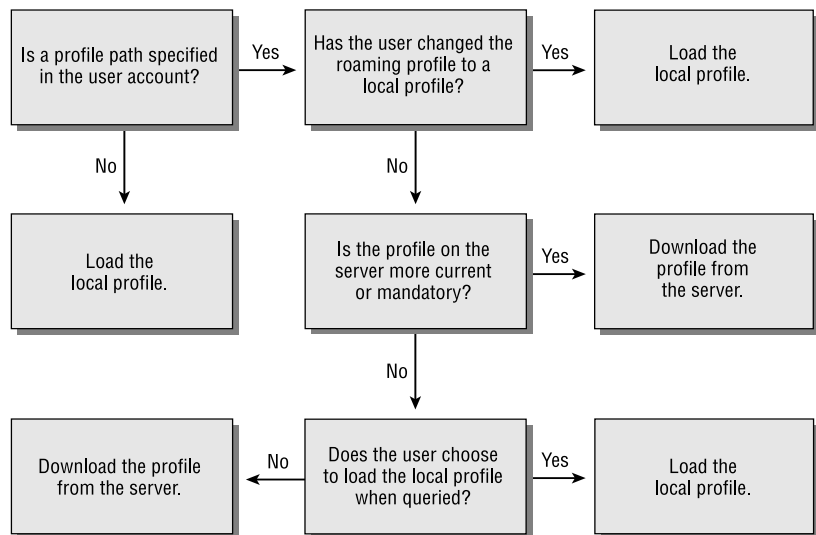 Is a profile path specified
in the user account?
Yes
Has the user changed the
roaming profile to a
local profile?
Yes
Load the
local profile.
No
No
Load the
local profile.
Is the profile on the
server more current
or mandatory?
Yes
Download the
profile from
the server.
No
Download the profile
from the server.
No
Does the user choose
to load the local profile
when queried?
Yes
Load the
local profile.